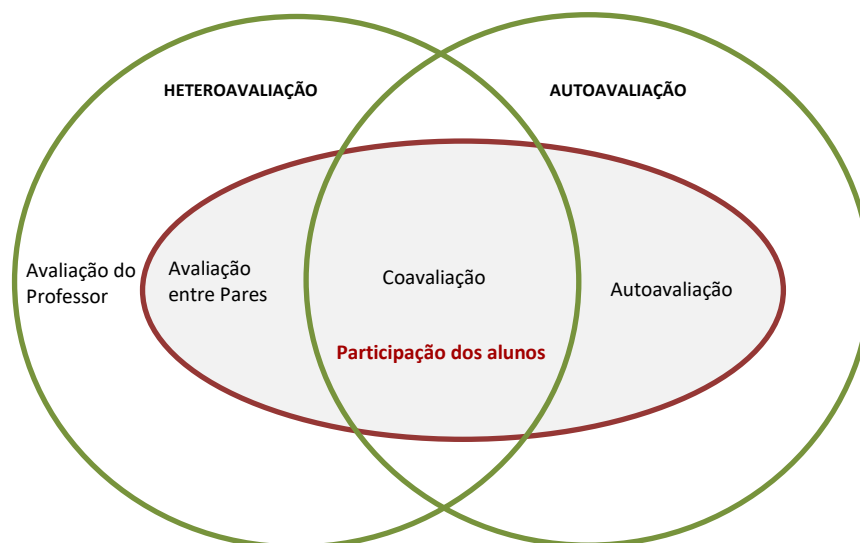 HETEROAVALIAÇÃO
AUTOAVALIAÇÃO
Avaliação do
Professor
Avaliação
entre Pares
Coavaliação
Autoavaliação
Participação dos alunos